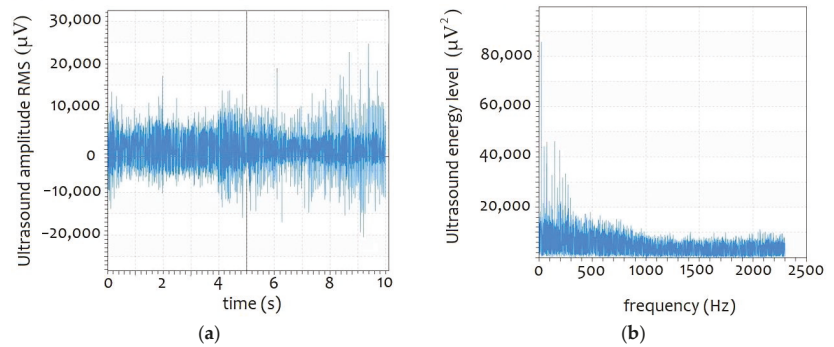 Ultrasound amplitude RMS (μV)
30,000
20,000
10,000
0
−10,000
−20,000
0 2 4 6 8 10
time (s)
(a)
Ultrasound energy level (μV²)
80,000
60,000
40,000
20,000
0 500 1000 1500 2000 2500
frequency (Hz)
(b)